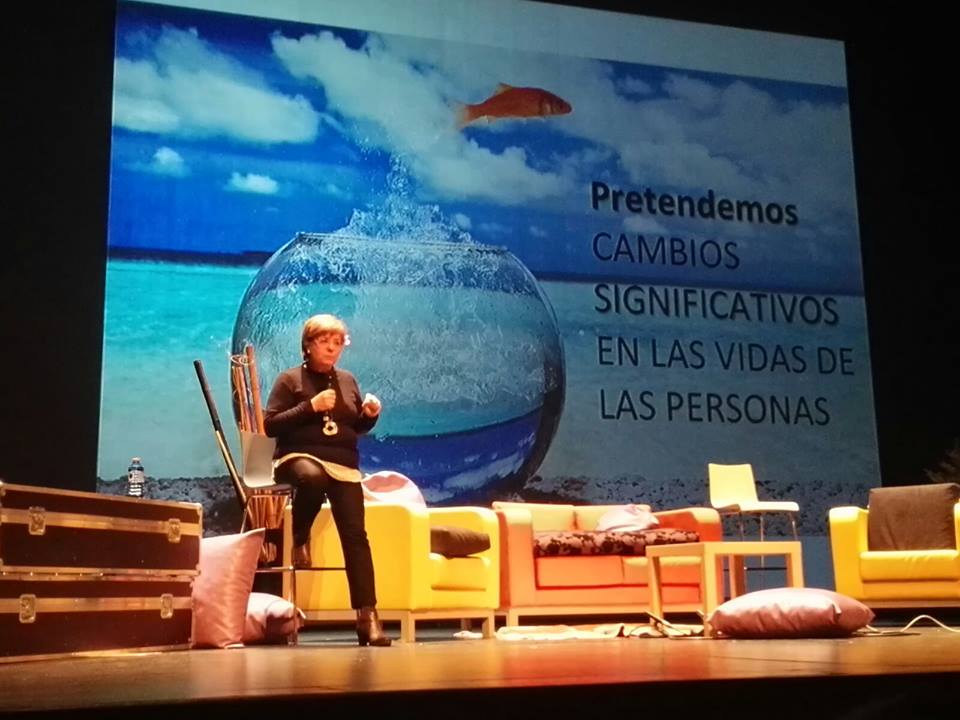 Pretendemos
CAMBIOS
SIGNIFICATIVOS
EN LAS VIDAS DE
LAS PERSONAS